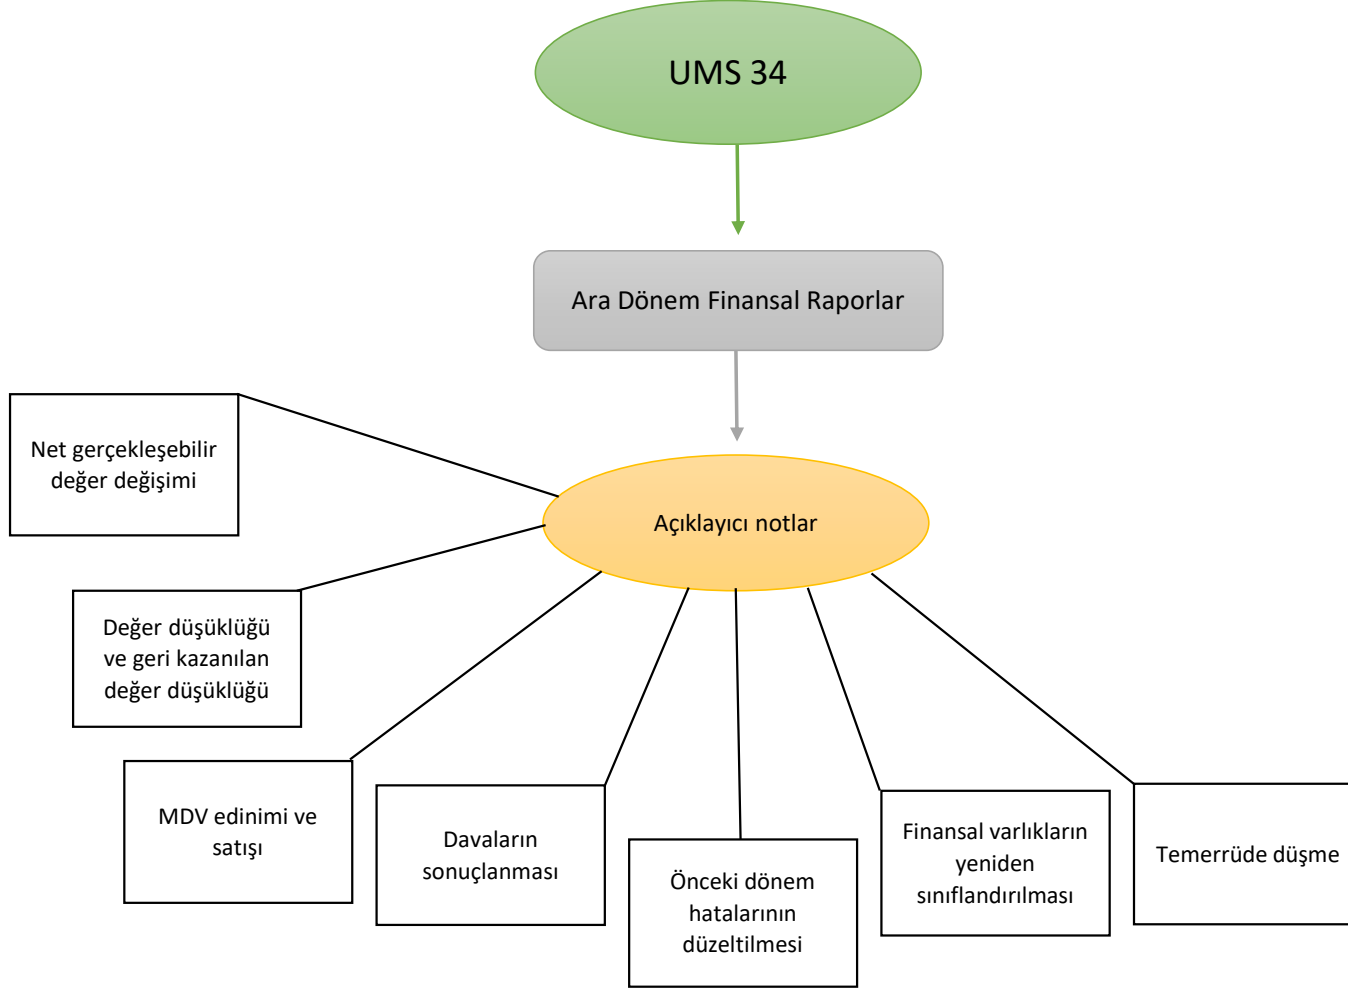 UMS 34
Ara Dönem Finansal Raporlar
Net gerçekleşebilir
değer değişimi
Açıklayıcı notlar
Değer düşüklüğü
ve geri kazanılan
değer düşüklüğü
MDV edinimi ve
satışı
Davaların
sonuçlanması
Önceki dönem
hatalarının
düzeltilmesi
Finansal varlıkların
yeniden
sınıflandırılması
Temerrüde düşme